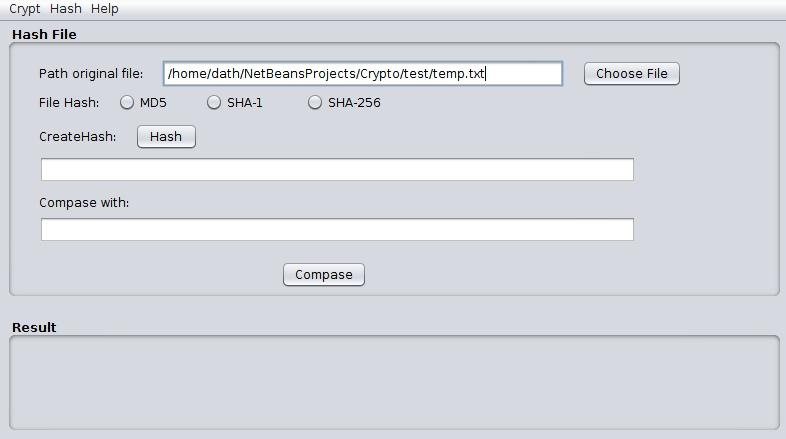 Crypt Hash Help
Hash File
Path original file: /home/dath/NetBeansProjects/Crypto/test/temp.txt Choose File
File Hash: MD5 SHA-1 SHA-256
CreateHash: Hash
Compase with:
Compase
Result